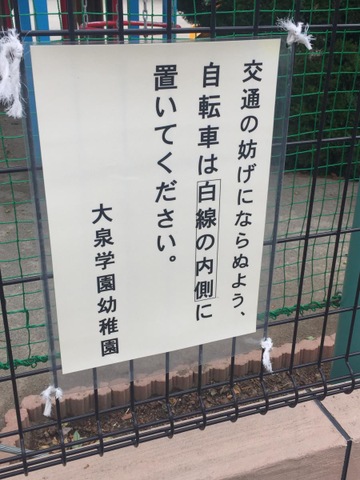 交通の妨げにならぬよう、
自転車は白線の内側に
置いてください。
大泉学園幼稚園